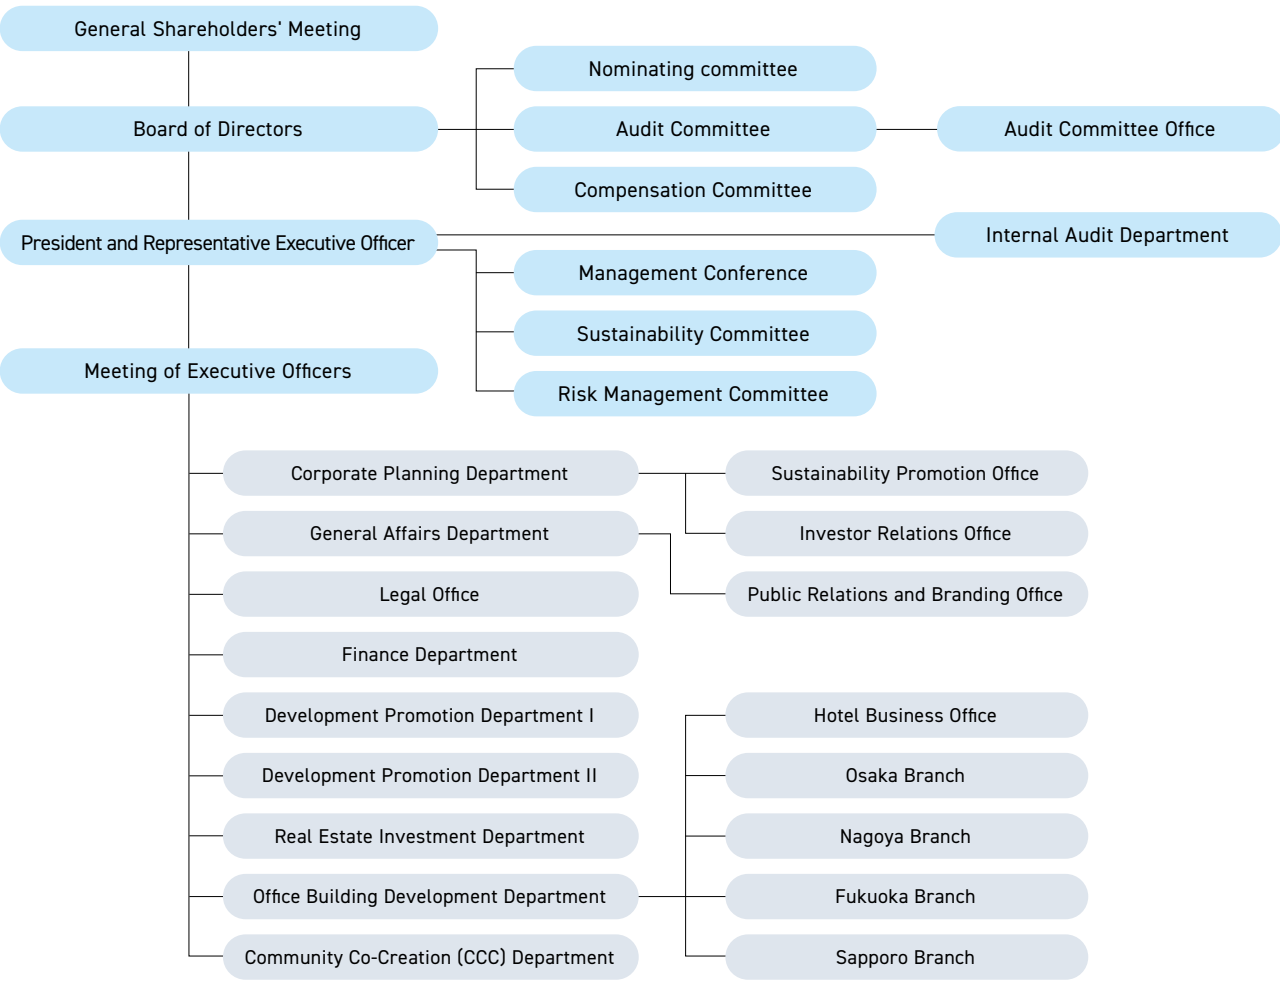 General Shareholders' Meeting
Nominating committee
Board of Directors
Audit Committee
Audit Committee Office
Compensation Committee
President and Representative Executive Officer
Internal Audit Department
Management Conference
Sustainability Committee
Meeting of Executive Officers
Risk Management Committee
Corporate Planning Department
Sustainability Promotion Office
General Affairs Department
Investor Relations Office
Legal Office
Public Relations and Branding Office
Finance Department
Development Promotion Department I
Hotel Business Office
Development Promotion Department II
Osaka Branch
Real Estate Investment Department
Nagoya Branch
Office Building Development Department
Fukuoka Branch
Community Co-Creation (CCC) Department
Sapporo Branch